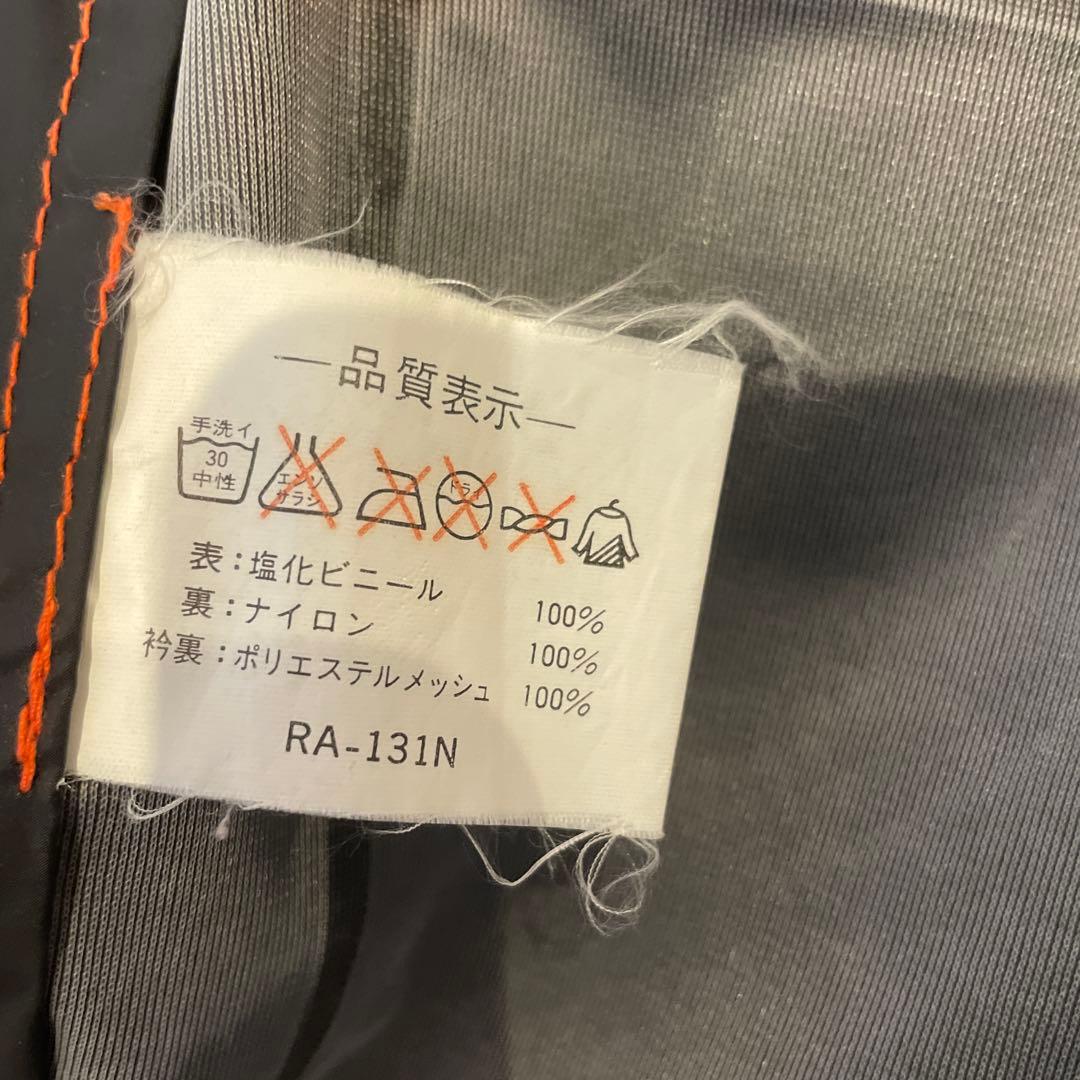 ―品質表示―
手洗イ
30
中性
エンソ
サラシ
ドライ
表:塩化ビニール 100%
裏:ナイロン 100%
衿裏:ポリエステルメッシュ 100%
RA-131N